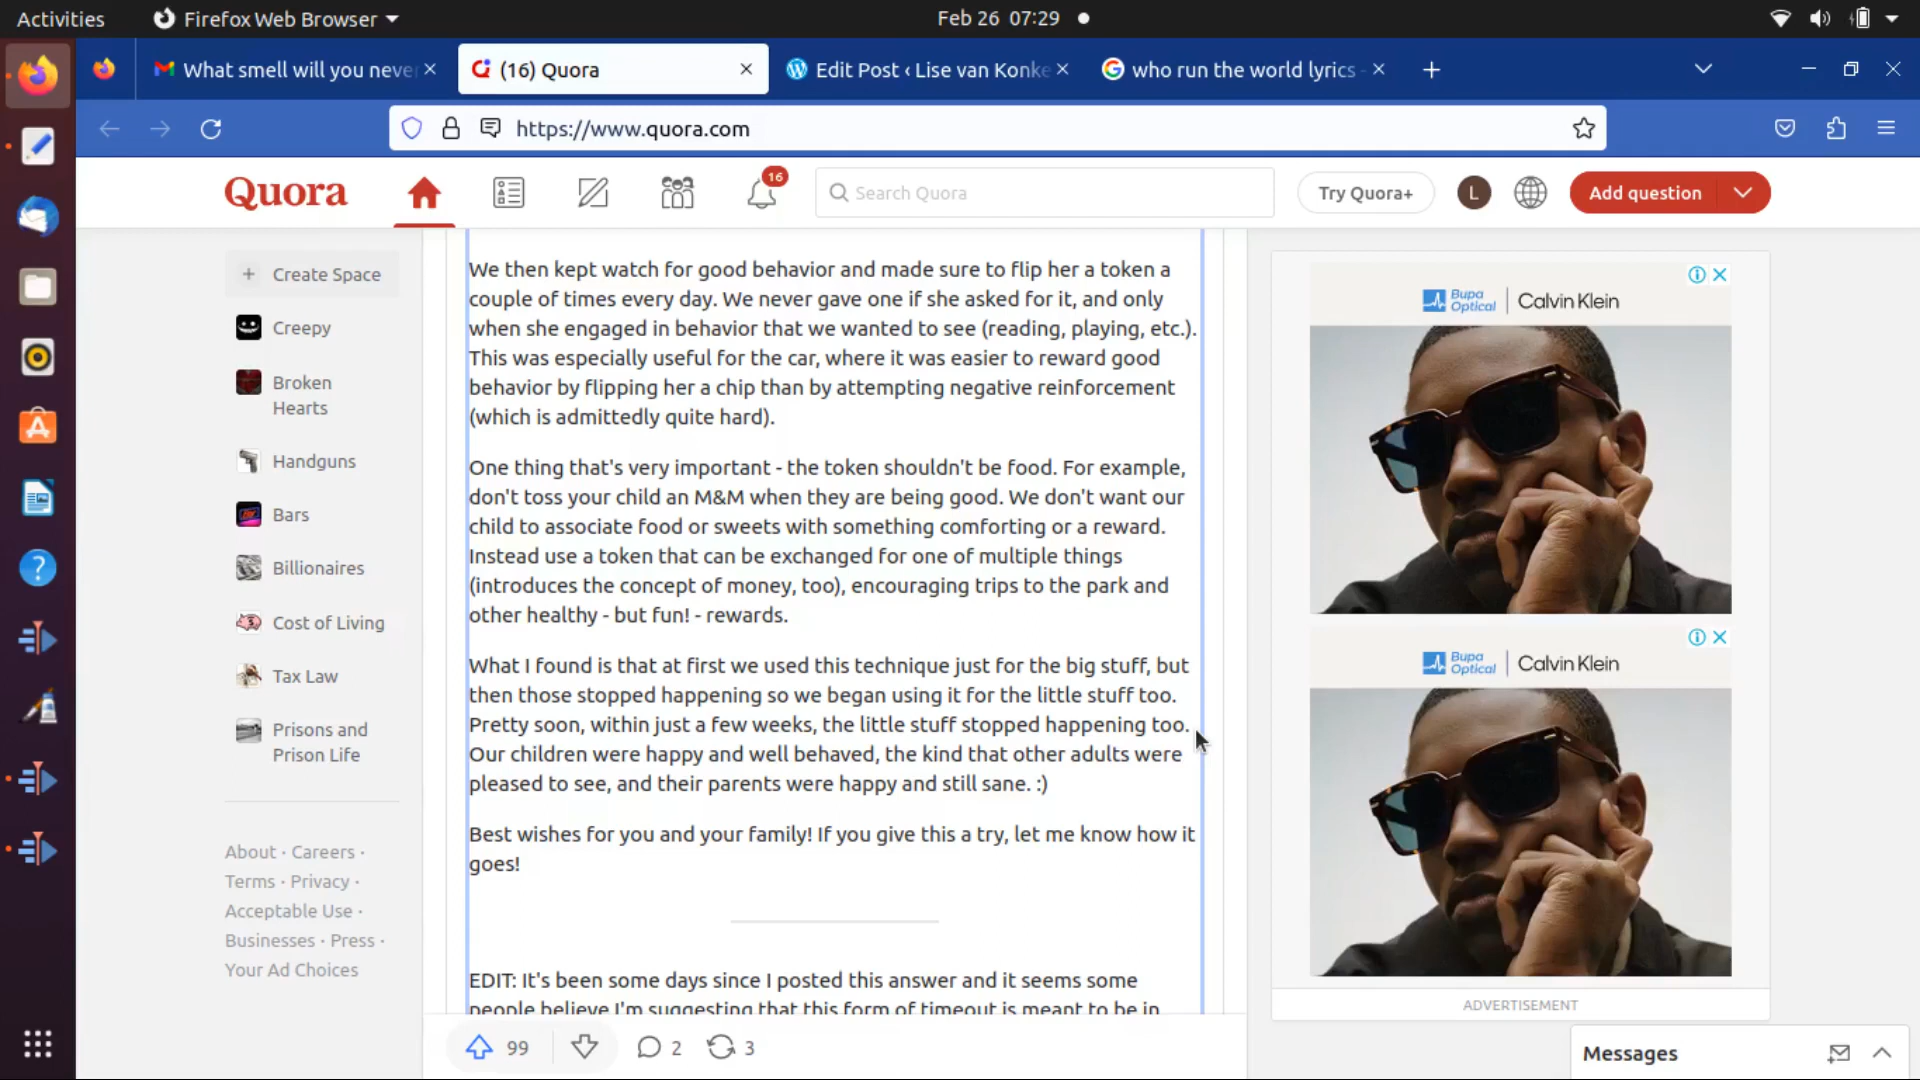 Activities
Firefox Web Browser
Feb 26 07:29
What smell will you neve
(16) Quora
Edit Post ‹ Lise van Konke
who run the world lyrics -
https://www.quora.com
Quora
16
Search Quora
Try Quora+
L
Add question
Create Space
Creepy
Broken
Hearts
Handguns
Bars
Billionaires
Cost of Living
Tax Law
Prisons and
Prison Life
About · Careers ·
Terms · Privacy ·
Acceptable Use ·
Businesses · Press ·
Your Ad Choices
We then kept watch for good behavior and made sure to flip her a token a
couple of times every day. We never gave one if she asked for it, and only
when she engaged in behavior that we wanted to see (reading, playing, etc.).
This was especially useful for the car, where it was easier to reward good
behavior by flipping her a chip than by attempting negative reinforcement
(which is admittedly quite hard).
One thing that's very important - the token shouldn't be food. For example,
don't toss your child an M&M when they are being good. We don't want our
child to associate food or sweets with something comforting or a reward.
Instead use a token that can be exchanged for one of multiple things
(introduces the concept of money, too), encouraging trips to the park and
other healthy - but fun! - rewards.
What I found is that at first we used this technique just for the big stuff, but
then those stopped happening so we began using it for the little stuff too.
Pretty soon, within just a few weeks, the little stuff stopped happening too.
Our children were happy and well behaved, the kind that other adults were
pleased to see, and their parents were happy and still sane. :)
Best wishes for you and your family! If you give this a try, let me know how it
goes!
EDIT: It's been some days since I posted this answer and it seems some
people believe I'm suggesting that this form of timeout is meant to be in
99
2
3
Bupa
Optical
Calvin Klein
Bupa
Optical
Calvin Klein
ADVERTISEMENT
Messages